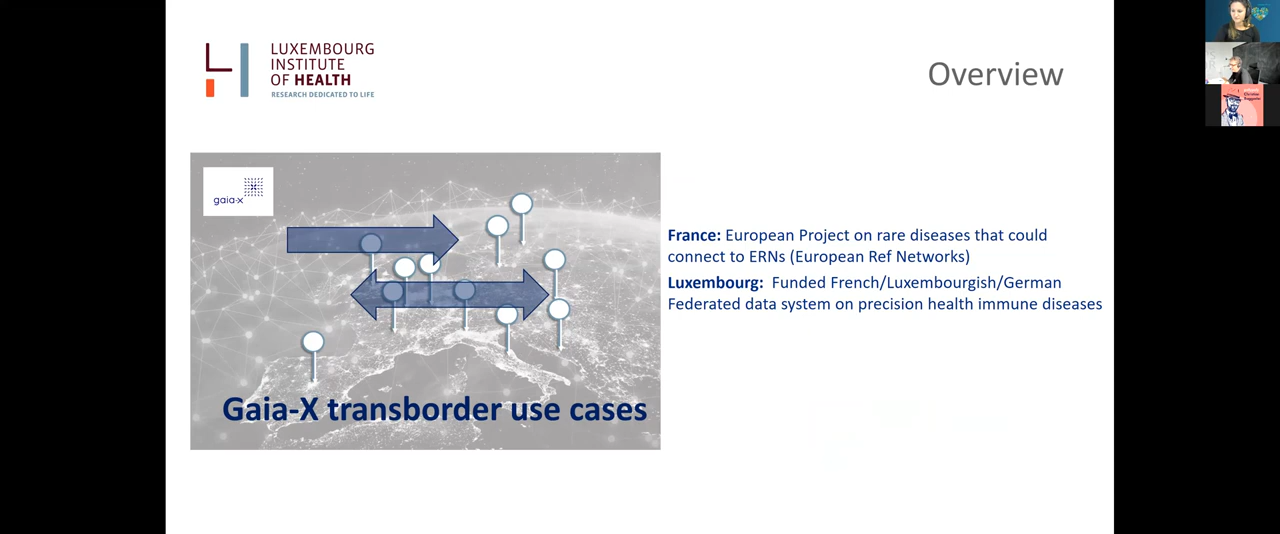 LUXEMBOURG
INSTITUTE
OF HEALTH
RESEARCH DEDICATED TO LIFE
Overview
gaia-x
Gaia-X transborder use cases
France: European Project on rare diseases that could
connect to ERNs (European Ref Networks)
Luxembourg: Funded French/Luxembourgish/German
Federated data system on precision health immune diseases